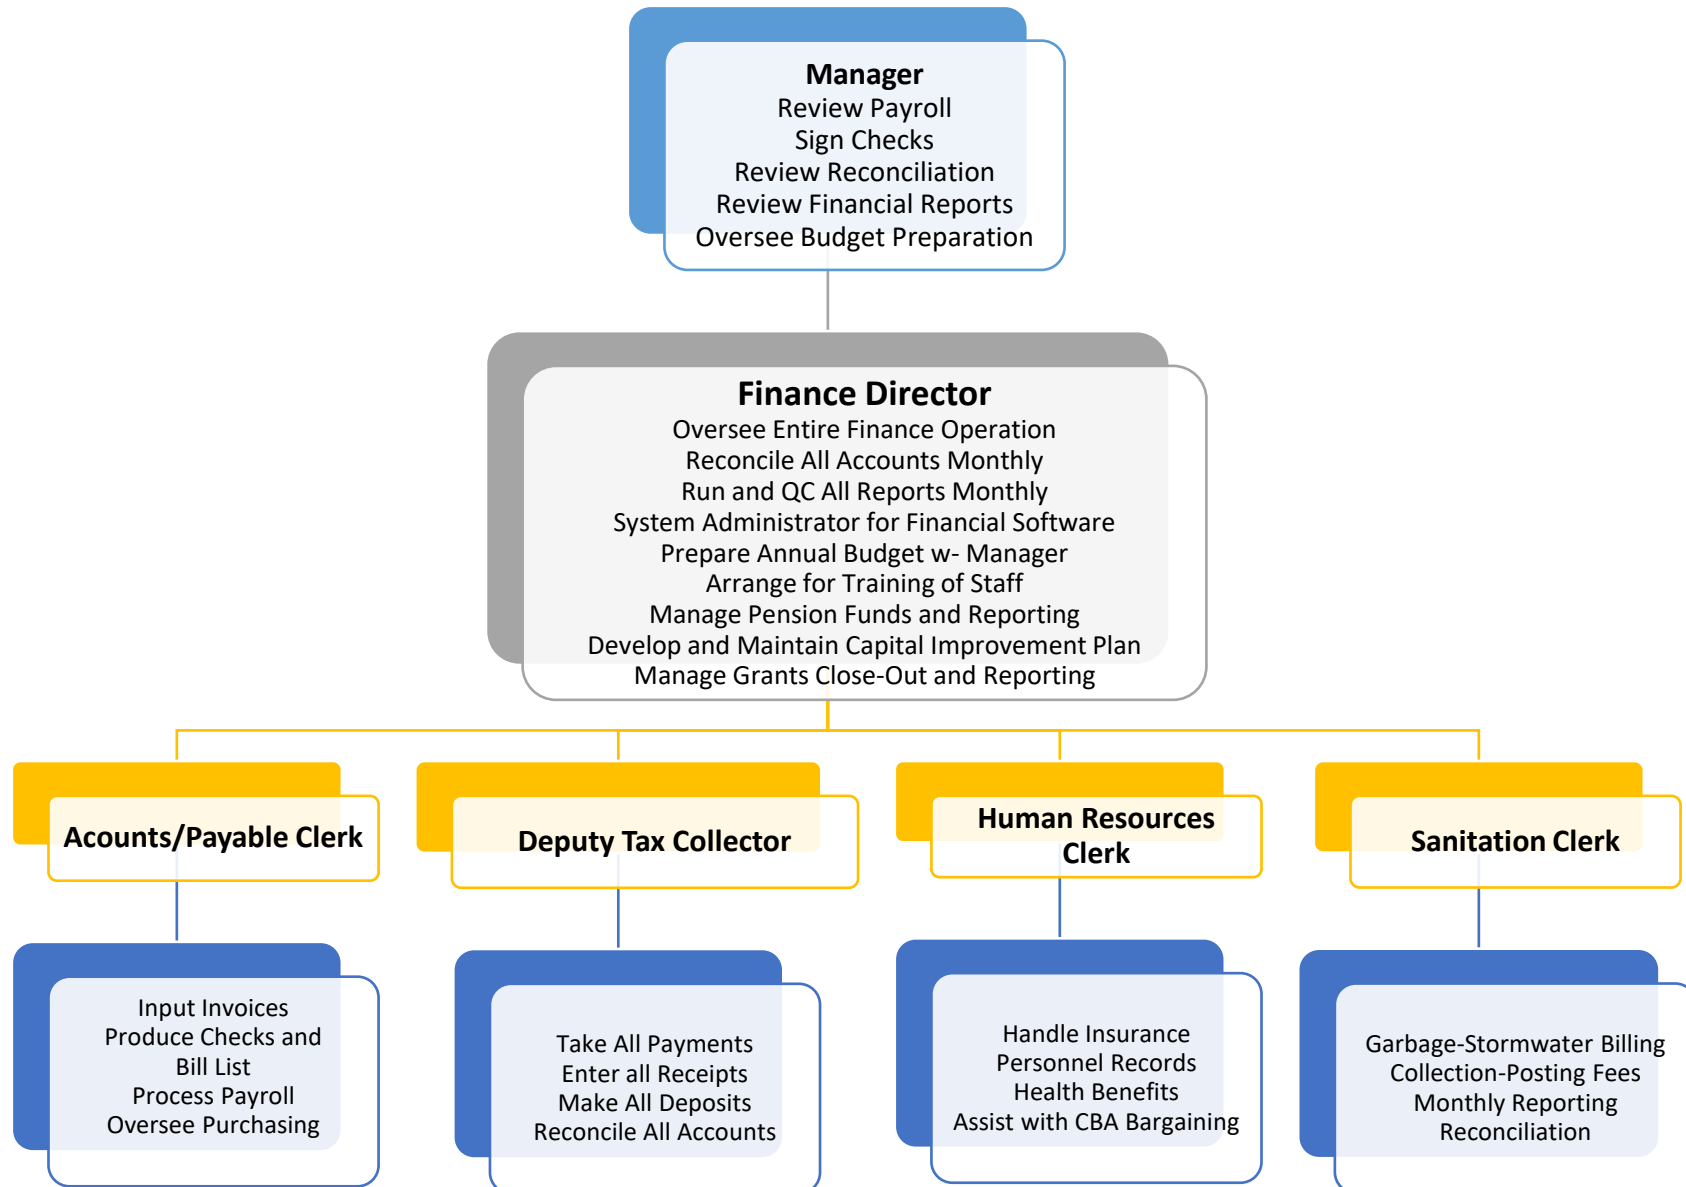 Manager
Review Payroll
Sign Checks
Review Reconciliation
Review Financial Reports
Oversee Budget Preparation
Finance Director
Oversee Entire Finance Operation
Reconcile All Accounts Monthly
Run and QC All Reports Monthly
System Administrator for Financial Software
Prepare Annual Budget w- Manager
Arrange for Training of Staff
Manage Pension Funds and Reporting
Develop and Maintain Capital Improvement Plan
Manage Grants Close-Out and Reporting
Acounts/Payable Clerk
Input Invoices
Produce Checks and
Bill List
Process Payroll
Oversee Purchasing
Deputy Tax Collector
Take All Payments
Enter all Receipts
Make All Deposits
Reconcile All Accounts
Human Resources
Clerk
Handle Insurance
Personnel Records
Health Benefits
Assist with CBA Bargaining
Sanitation Clerk
Garbage-Stormwater Billing
Collection-Posting Fees
Monthly Reporting
Reconciliation